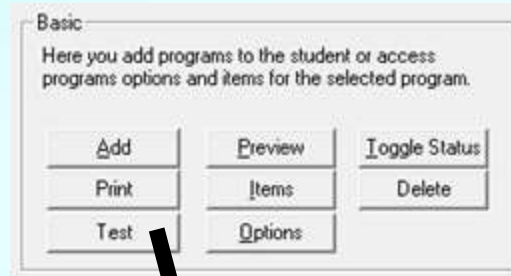 Basic
Here you add programs to the student or access
programs options and items for the selected program.
Add Preview Toggle Status
Print Items Delete
Test Options